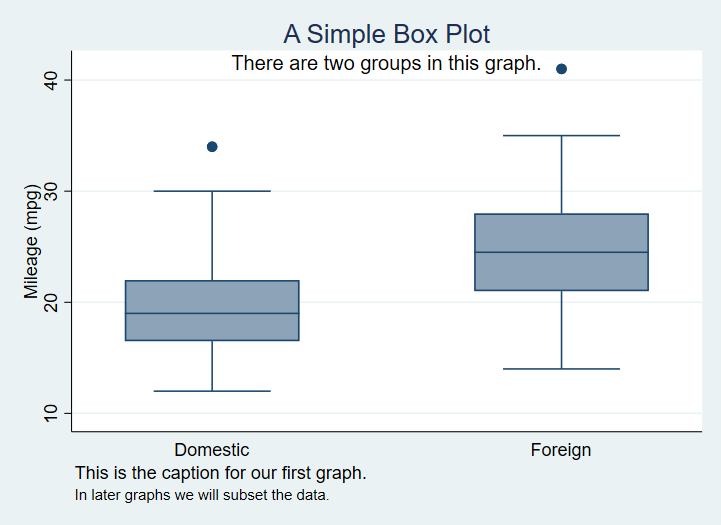 A Simple Box Plot
There are two groups in this graph.
Mileage (mpg)
40
30
20
10
Domestic
Foreign
This is the caption for our first graph.
In later graphs we will subset the data.